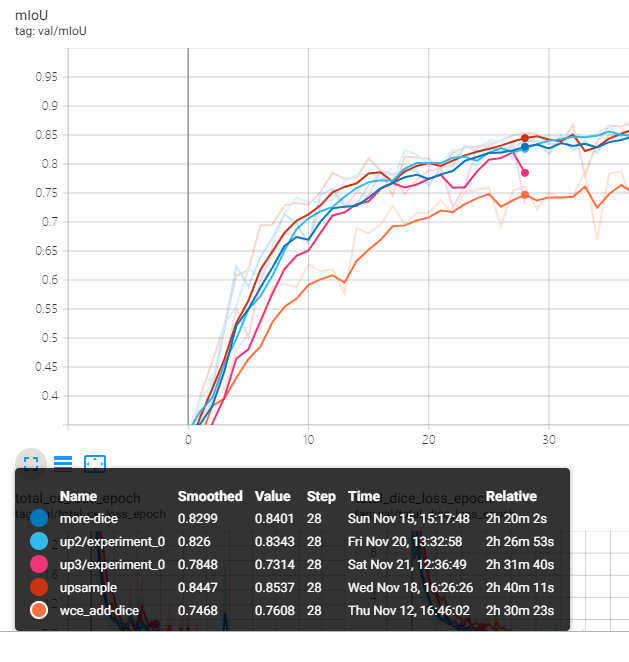 mIoU
tag: val/mIoU
0.95
0.9
0.85
0.8
0.75
0.7
0.65
0.6
0.55
0.5
0.45
0.4
0 10 20 30
Name Smoothed Value Step Time Relative
more-dice 0.8299 0.8401 28 Sun Nov 15, 15:17:48 2h 20m 2s
up2/experiment_0 0.826 0.8343 28 Fri Nov 20, 13:32:58 2h 26m 53s
up3/experiment_0 0.7848 0.7314 28 Sat Nov 21, 12:36:49 2h 31m 40s
upsample 0.8447 0.8537 28 Wed Nov 18, 16:26:26 2h 40m 11s
wce_add-dice 0.7468 0.7608 28 Thu Nov 12, 16:46:02 2h 30m 23s